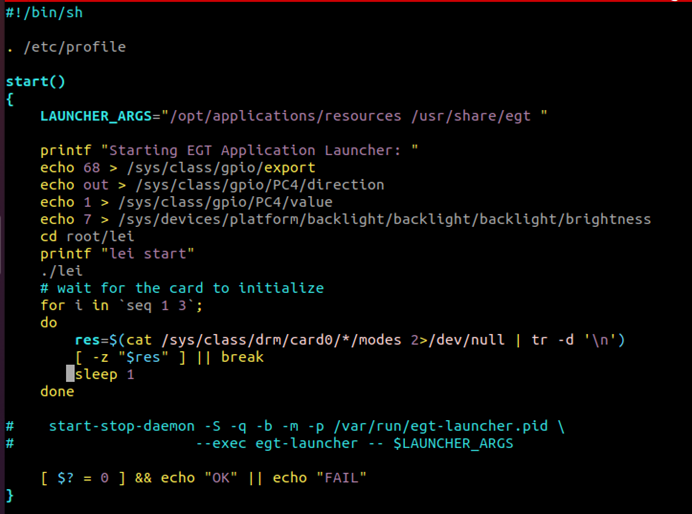 #!/bin/sh
. /etc/profile
start()
{
    LAUNCHER_ARGS="/opt/applications/resources /usr/share/egt "
    printf "Starting EGT Application Launcher: "
    echo 68 > /sys/class/gpio/export
    echo out > /sys/class/gpio/PC4/direction
    echo 1 > /sys/class/gpio/PC4/value
    echo 7 > /sys/devices/platform/backlight/backlight/backlight/brightness
    cd root/lei
    printf "lei start"
    ./lei
    # wait for the card to initialize
    for i in `seq 1 3`;
    do
        res=$(cat /sys/class/drm/card0/*/modes 2>/dev/null | tr -d '\n')
        [ -z "$res" ] || break
        sleep 1
    done
#    start-stop-daemon -S -q -b -m -p /var/run/egt-launcher.pid \
#                      --exec egt-launcher -- $LAUNCHER_ARGS
    [ $? = 0 ] && echo "OK" || echo "FAIL"
}